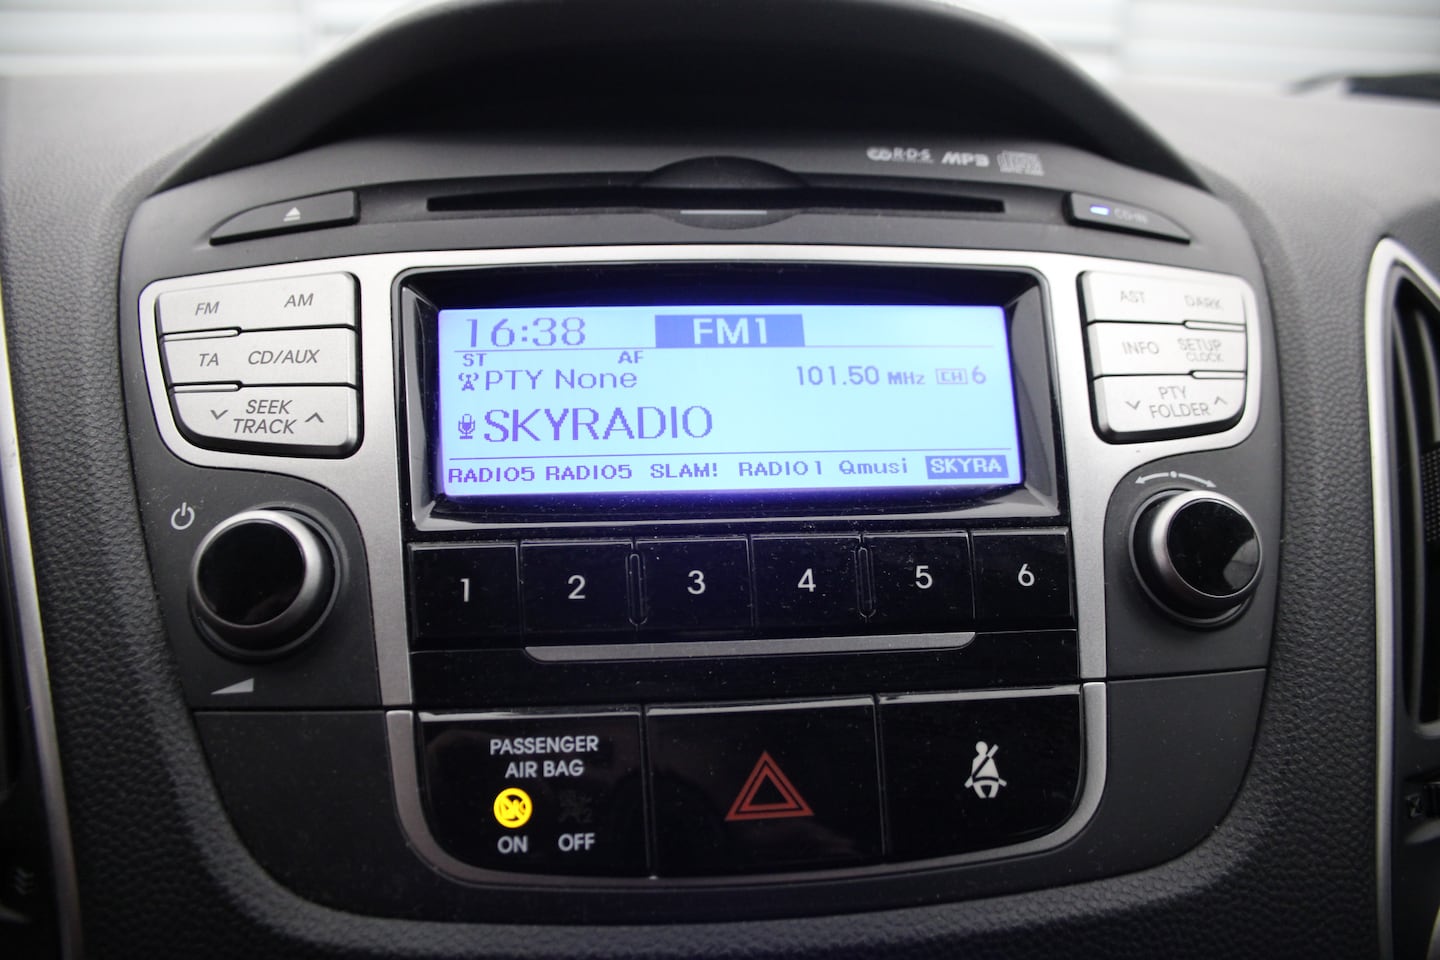 R·D·S MP3
CD-IN
FM AM
TA CD/AUX
SEEK
TRACK
16:38 FM1
ST AF
PTY None 101.50 MHz CH 6
SKYRADIO
RADIO5 RADIO5 SLAM! RADIO1 Qmusi SKYRA
AST DARK
INFO SETUP
CLOCK
PTY
FOLDER
1 2 3 4 5 6
PASSENGER
AIR BAG
ON OFF